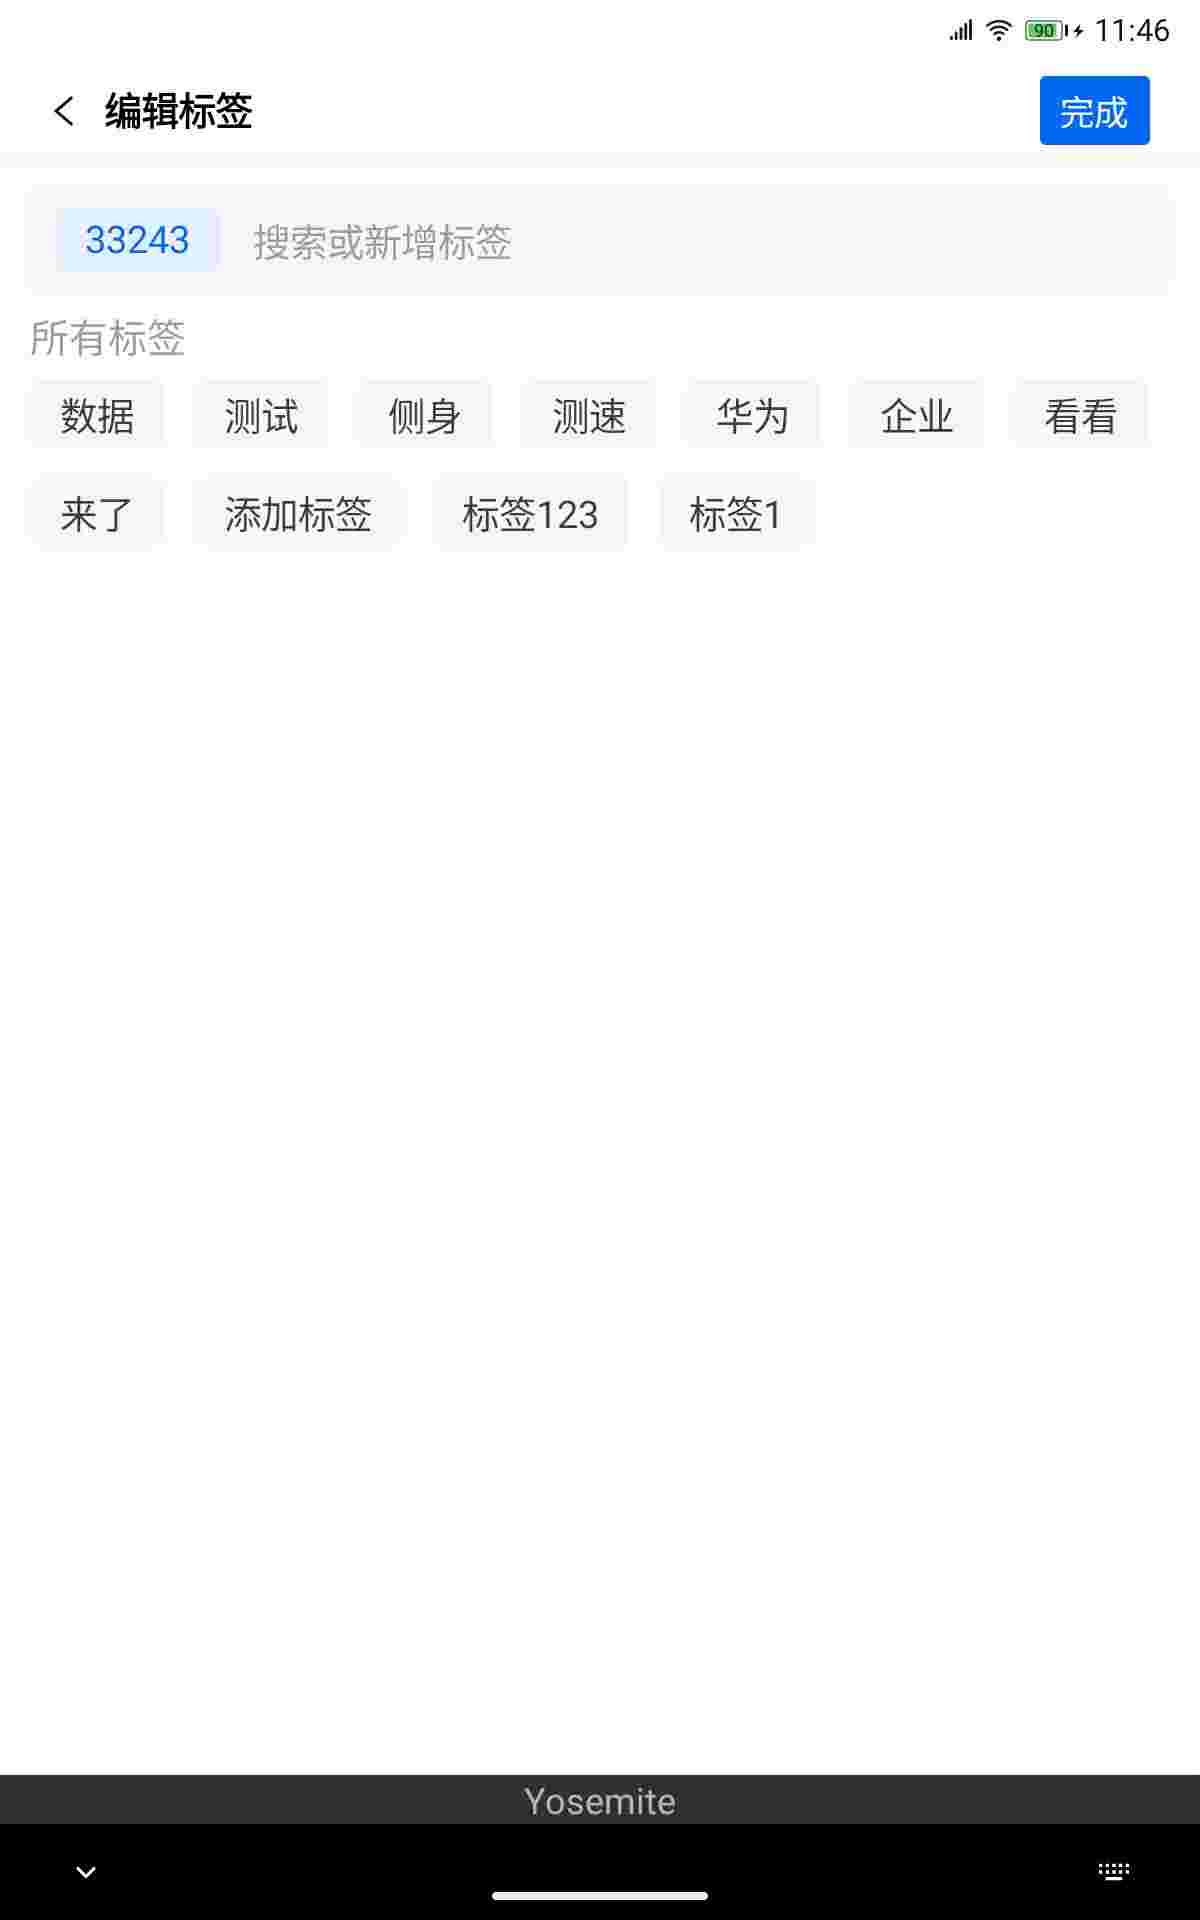 90 11:46
编辑标签 完成
33243 搜索或新增标签
所有标签
数据 测试 侧身 测速 华为 企业 看看
来了 添加标签 标签123 标签1
Yosemite